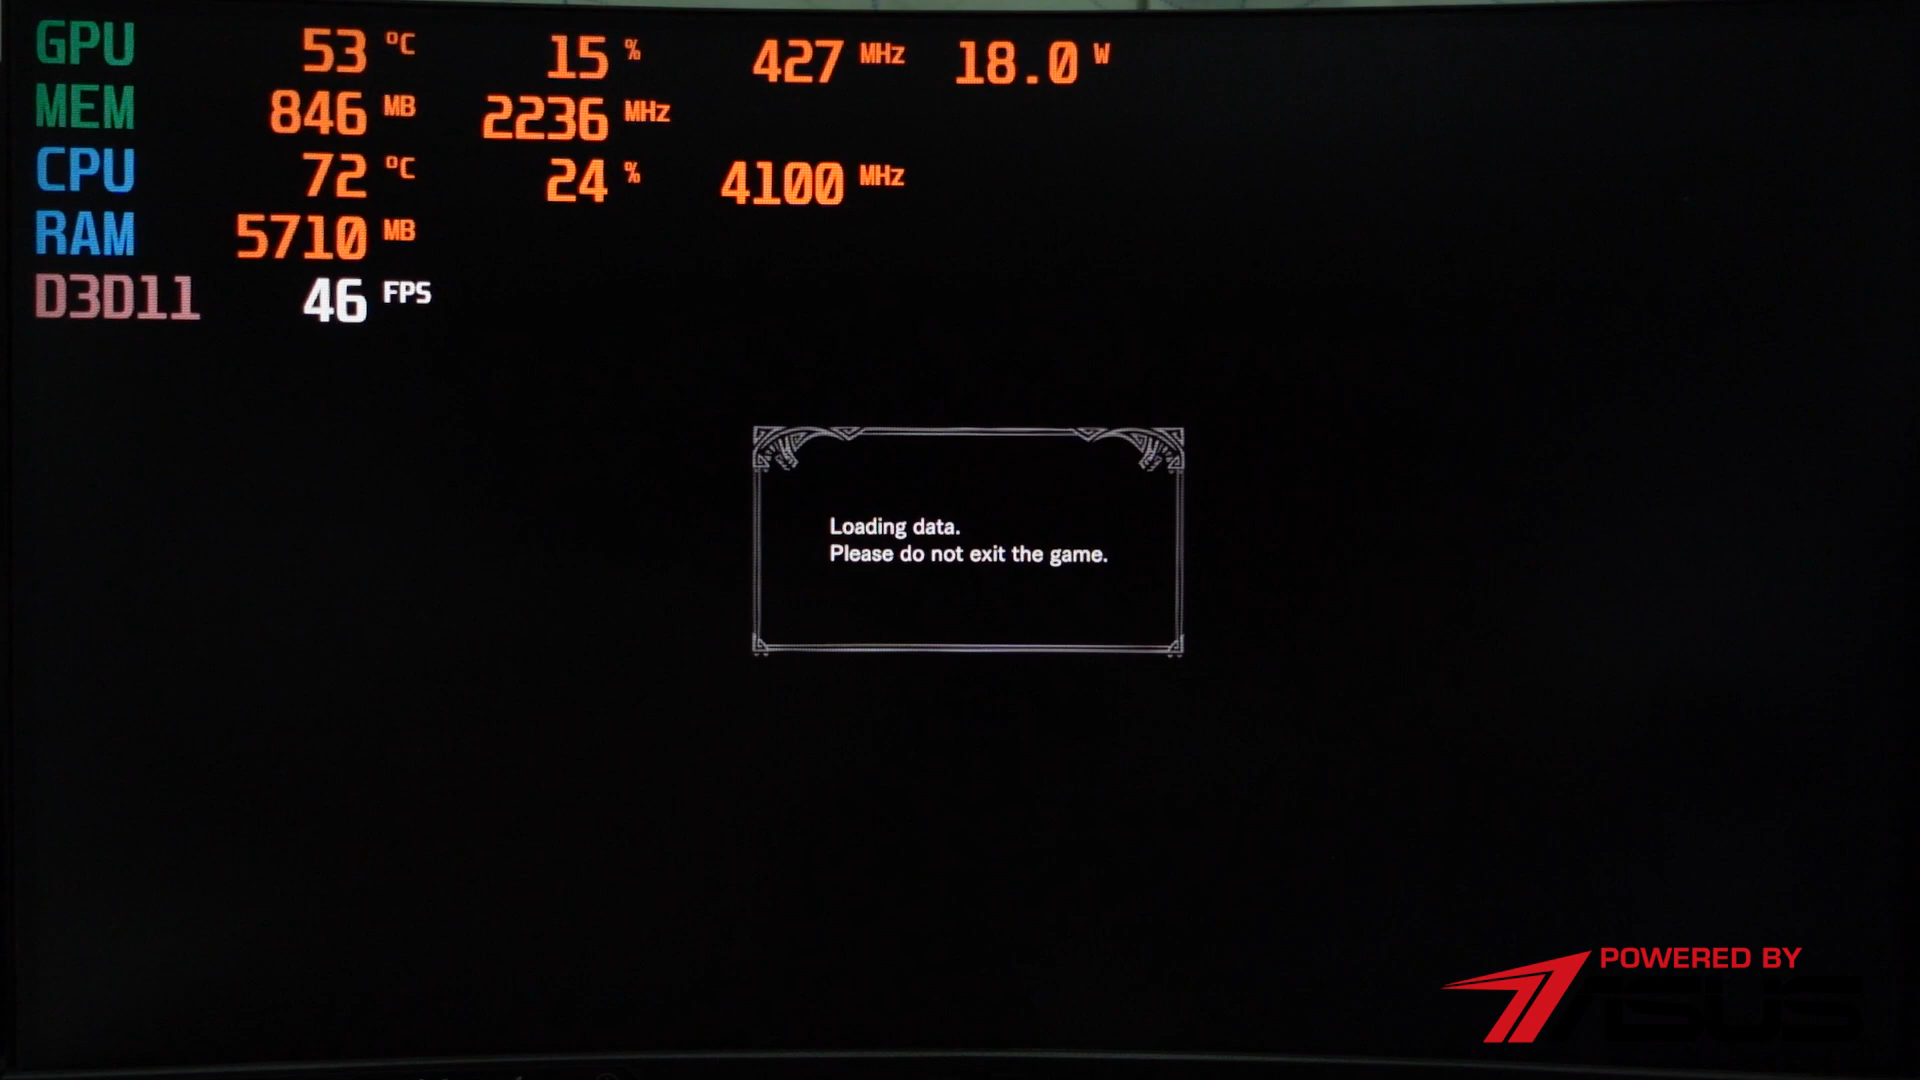 GPU 53 °C 15 % 427 MHz 18.0 W
MEM 846 MB 2236 MHz
CPU 72 °C 24 % 4100 MHz
RAM 5710 MB
D3D11 46 FPS
Loading data.
Please do not exit the game.
POWERED BY
ASUS